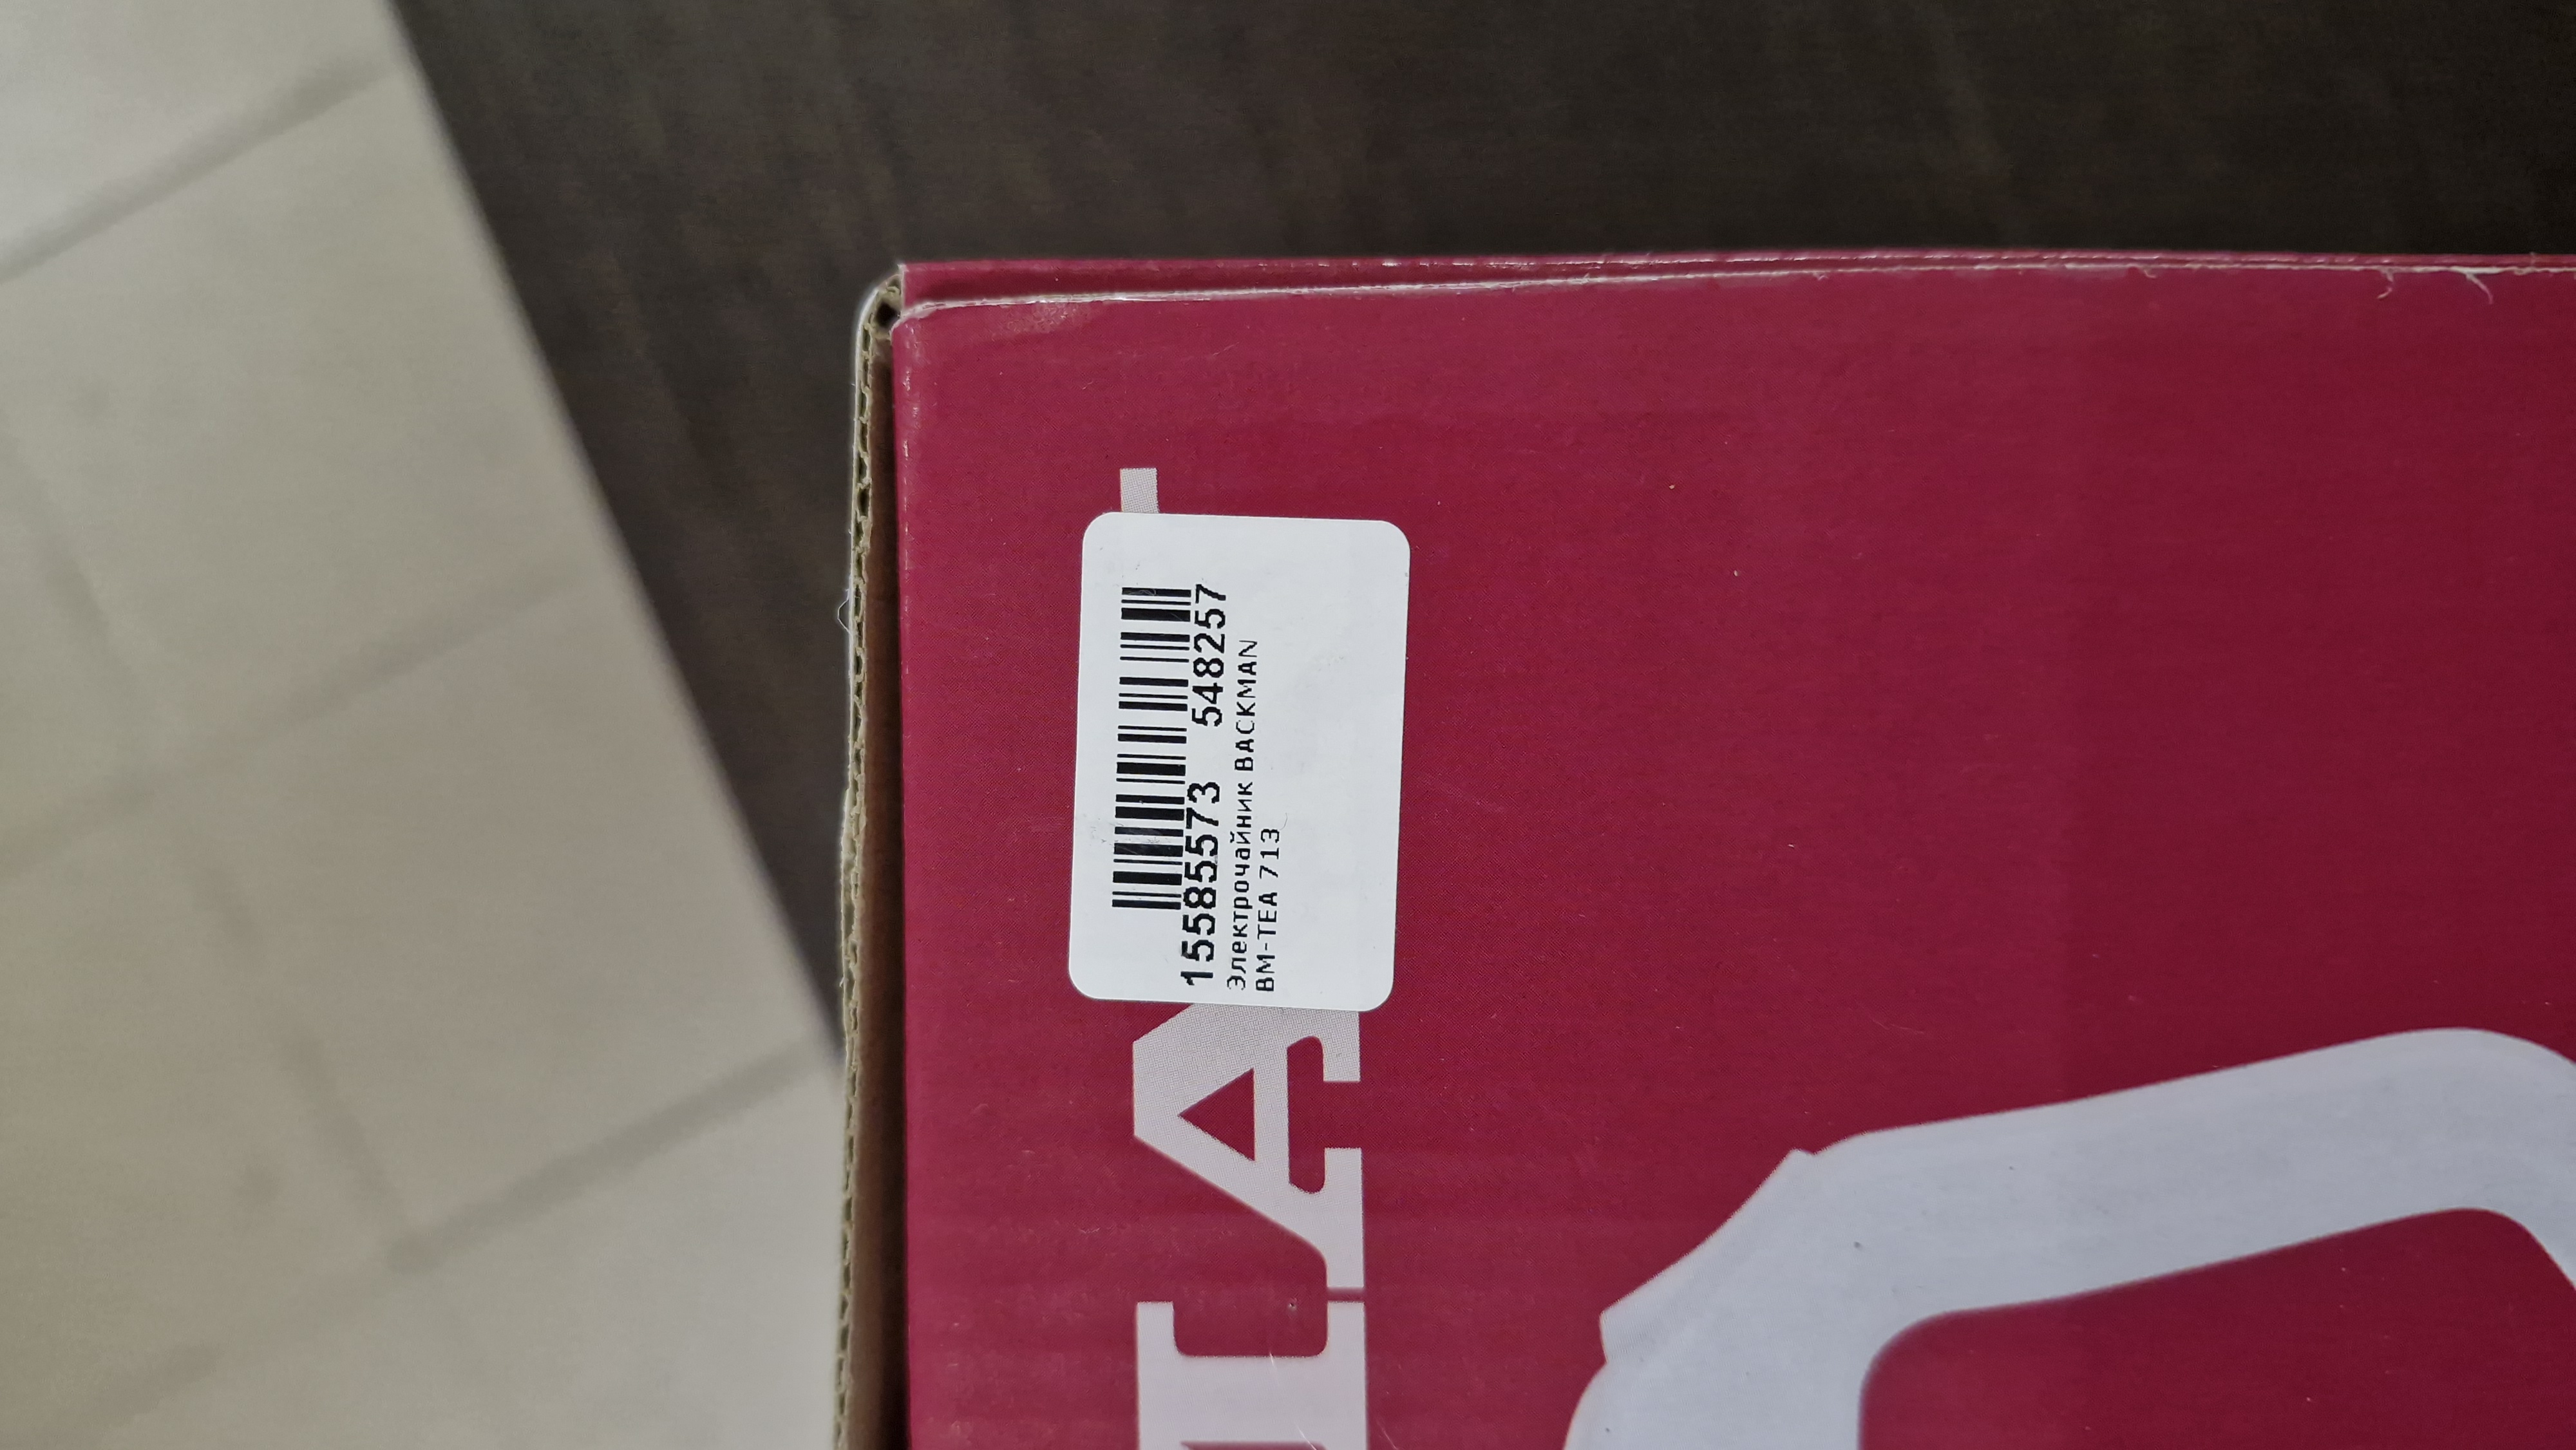 15585573 548257
Электрочайник BACKMAN
BM-TEA 713